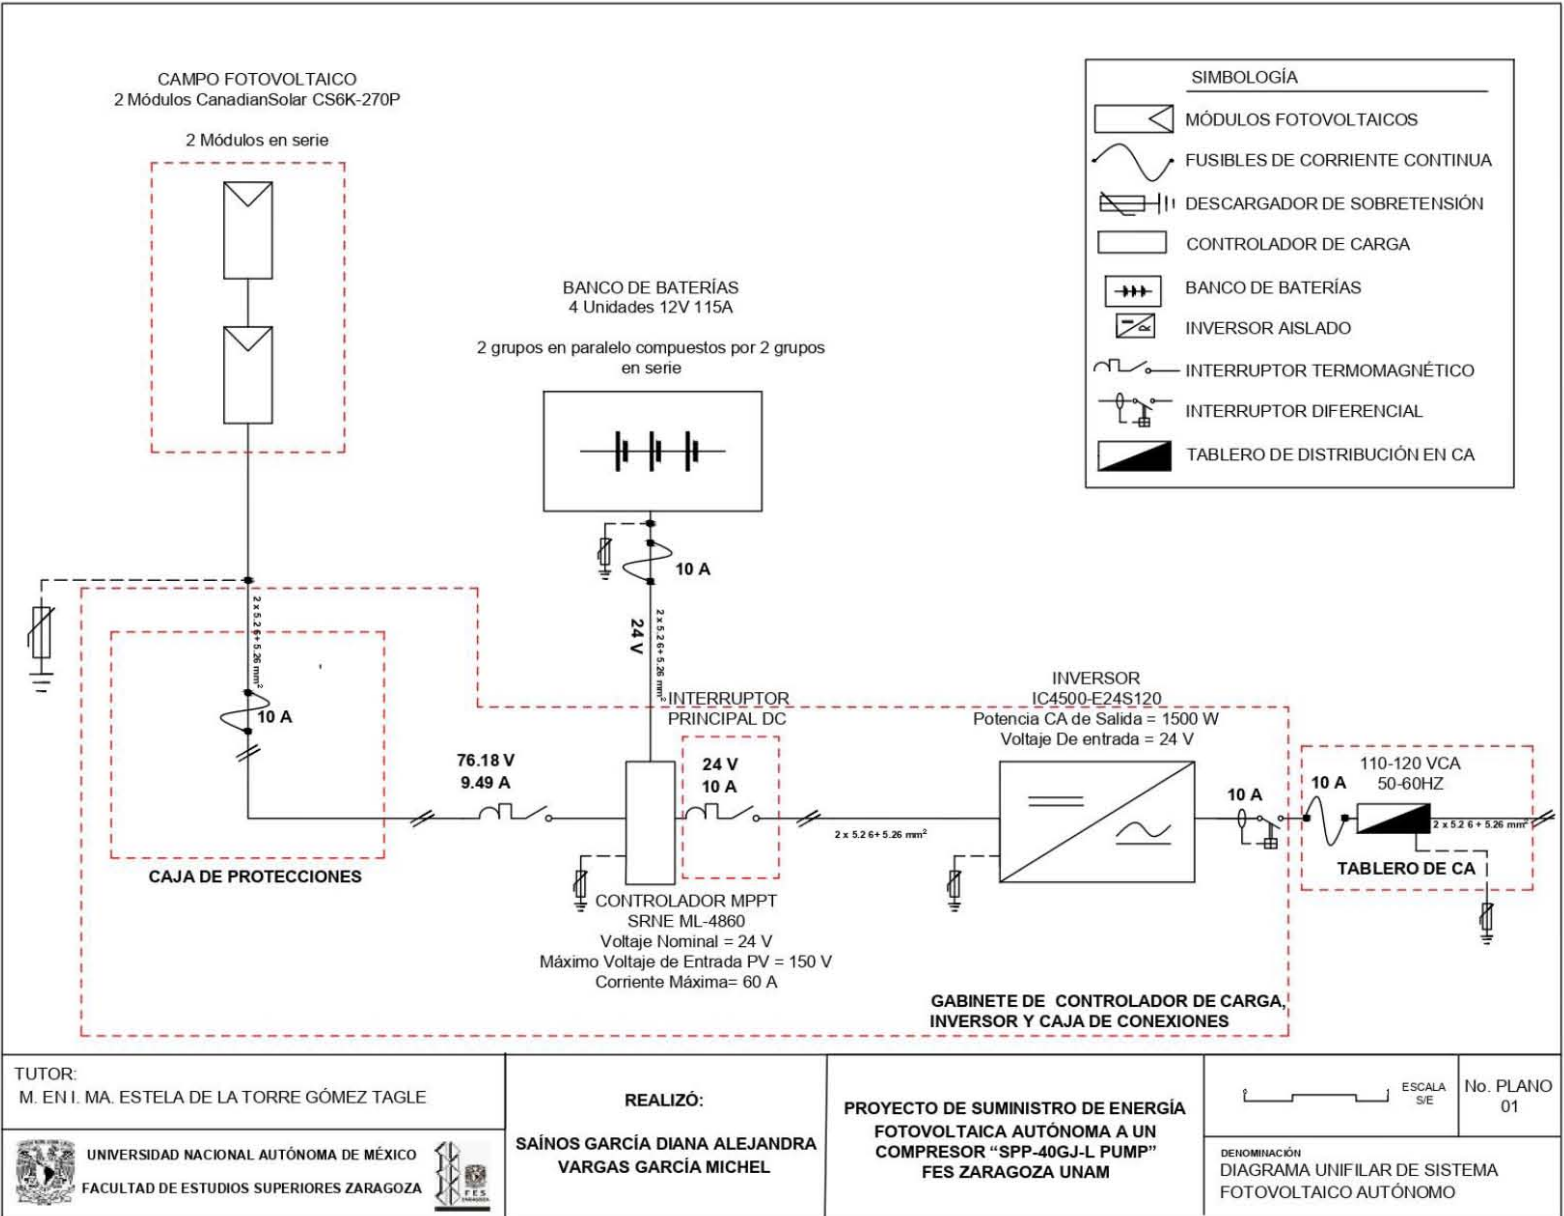 CAMPO FOTOVOLTAICO
2 Módulos CanadianSolar CS6K-270P
2 Módulos en serie
SIMBOLOGÍA
MÓDULOS FOTOVOLTAICOS
FUSIBLES DE CORRIENTE CONTINUA
DESCARGADOR DE SOBRETENSIÓN
CONTROLADOR DE CARGA
BANCO DE BATERÍAS
INVERSOR AISLADO
INTERRUPTOR TERMOMAGNÉTICO
INTERRUPTOR DIFERENCIAL
TABLERO DE DISTRIBUCIÓN EN CA
BANCO DE BATERÍAS
4 Unidades 12V 115A
2 grupos en paralelo compuestos por 2 grupos
en serie
10 A
24 V
2 x 5.2 6+ 5.26 mm²
2 x 5.2 6+ 5.26 mm²
10 A
CAJA DE PROTECCIONES
76.18 V
9.49 A
INTERRUPTOR
PRINCIPAL DC
24 V
10 A
CONTROLADOR MPPT
SRNE ML-4860
Voltaje Nominal = 24 V
Máximo Voltaje de Entrada PV = 150 V
Corriente Máxima= 60 A
2 x 5.2 6+ 5.26 mm²
INVERSOR
IC4500-E24S120
Potencia CA de Salida = 1500 W
Voltaje De entrada = 24 V
10 A
10 A
110-120 VCA
50-60HZ
2 x 5.2 6 + 5.26 mm²
TABLERO DE CA
GABINETE DE CONTROLADOR DE CARGA,
INVERSOR Y CAJA DE CONEXIONES
TUTOR:
M. EN I. MA. ESTELA DE LA TORRE GÓMEZ TAGLE
UNIVERSIDAD NACIONAL AUTÓNOMA DE MÉXICO
FACULTAD DE ESTUDIOS SUPERIORES ZARAGOZA
FES
ZARAGOZA
REALIZÓ:
SAÍNOS GARCÍA DIANA ALEJANDRA
VARGAS GARCÍA MICHEL
PROYECTO DE SUMINISTRO DE ENERGÍA
FOTOVOLTAICA AUTÓNOMA A UN
COMPRESOR “SPP-40GJ-L PUMP”
FES ZARAGOZA UNAM
ESCALA
S/E
No. PLANO
01
DENOMINACIÓN
DIAGRAMA UNIFILAR DE SISTEMA
FOTOVOLTAICO AUTÓNOMO